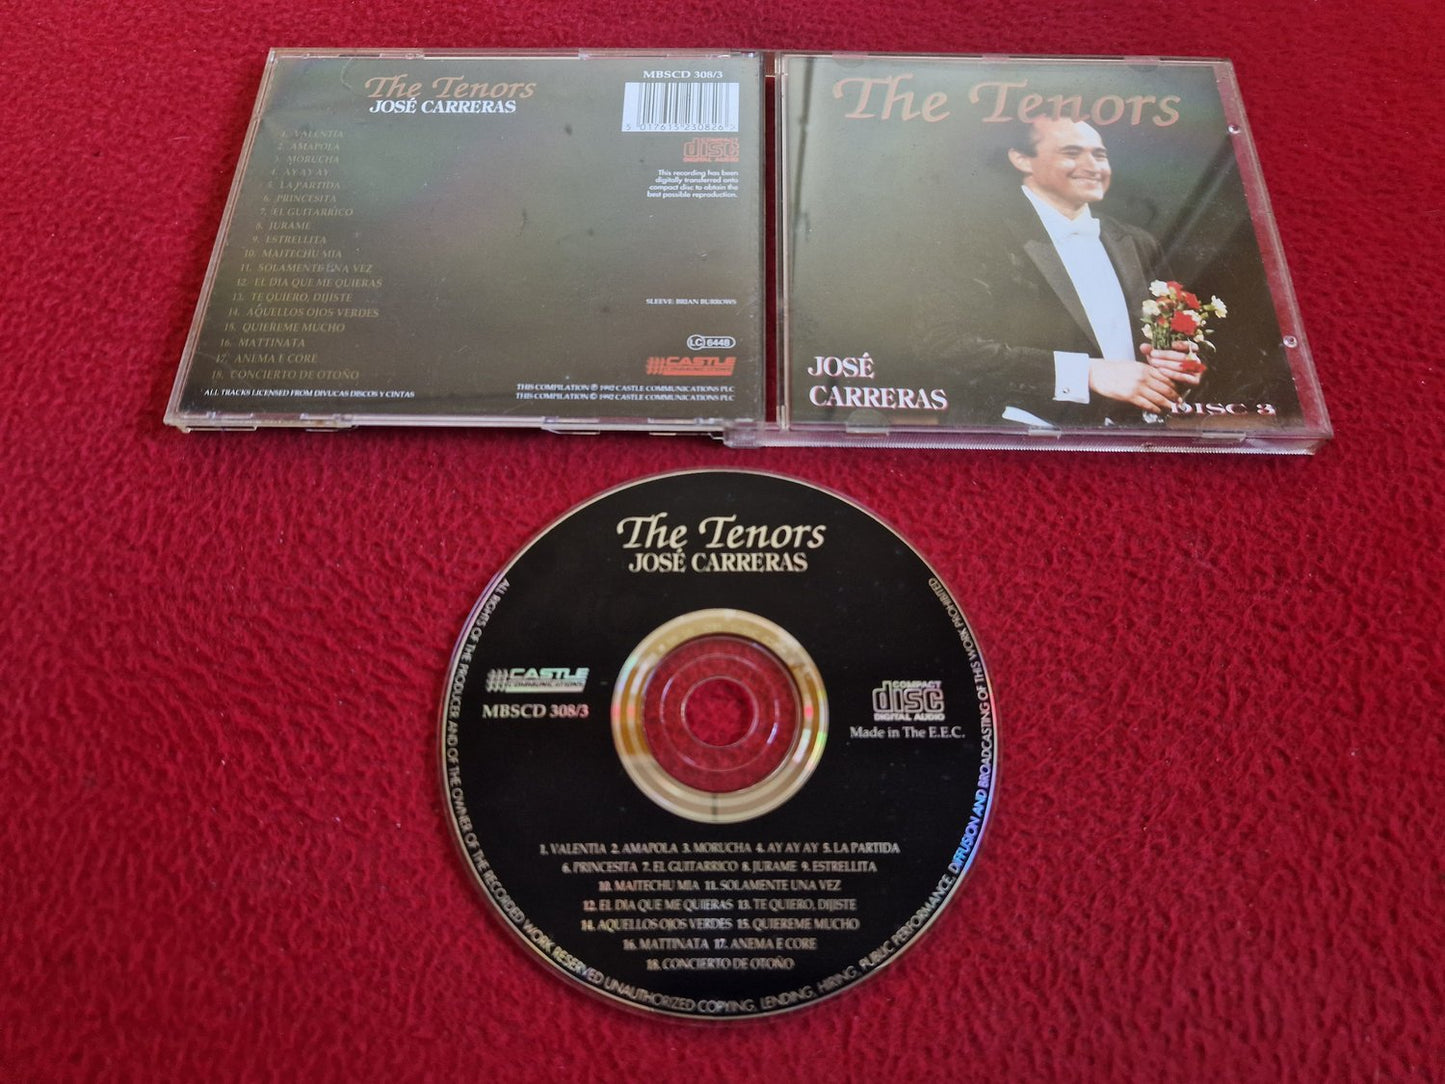 The Tenors
JOSÉ CARRERAS
1. VALENTIA
2. AMAPOLA
3. MORUCHA
4. AY AY AY
5. LA PARTIDA
6. PRINCESITA
7. EL GUITARRICO
8. JURAME
9. ESTRELLITA
10. MAITECHU MIA
11. SOLAMENTE UNA VEZ
12. EL DIA QUE ME QUIERAS
13. TE QUIERO, DIJISTE
14. AQUELLOS OJOS VERDES
15. QUIEREME MUCHO
16. MATTINATA
17. ANEMA E CORE
18. CONCIERTO DE OTOÑO
ALL TRACKS LICENSED FROM DIVUCAS DISCOS Y CINTAS
MBSCD 308/3
5 017615 230826 >
COMPACT
disc
DIGITAL AUDIO
This recording has been
digitally transferred onto
compact disc to obtain the
best possible reproduction.
SLEEVE: BRIAN BURROWS
LC 6448
CASTLE
COMMUNICATIONS
THIS COMPILATION ℗ 1992 CASTLE COMMUNICATIONS PLC
THIS COMPILATION © 1992 CASTLE COMMUNICATIONS PLC
The Tenors
JOSÉ
CARRERAS
DISC 3
The Tenors
JOSÉ CARRERAS
CASTLE
COMMUNICATIONS
MBSCD 308/3
COMPACT
disc
DIGITAL AUDIO
Made in The E.E.C.
1. VALENTIA 2. AMAPOLA 3. MORUCHA 4. AY AY AY 5. LA PARTIDA
6. PRINCESITA 7. EL GUITARRICO 8. JURAME 9. ESTRELLITA
10. MAITECHU MIA 11. SOLAMENTE UNA VEZ
12. EL DIA QUE ME QUIERAS 13. TE QUIERO, DIJISTE
14. AQUELLOS OJOS VERDES 15. QUIEREME MUCHO
16. MATTINATA 17. ANEMA E CORE
18. CONCIERTO DE OTOÑO
ALL RIGHTS OF THE PRODUCER AND OF THE OWNER OF THE RECORDED WORK RESERVED UNAUTHORIZED COPYING, LENDING, HIRING, PUBLIC PERFORMANCE, DIFFUSION AND BROADCASTING OF THIS WORK PROHIBITED